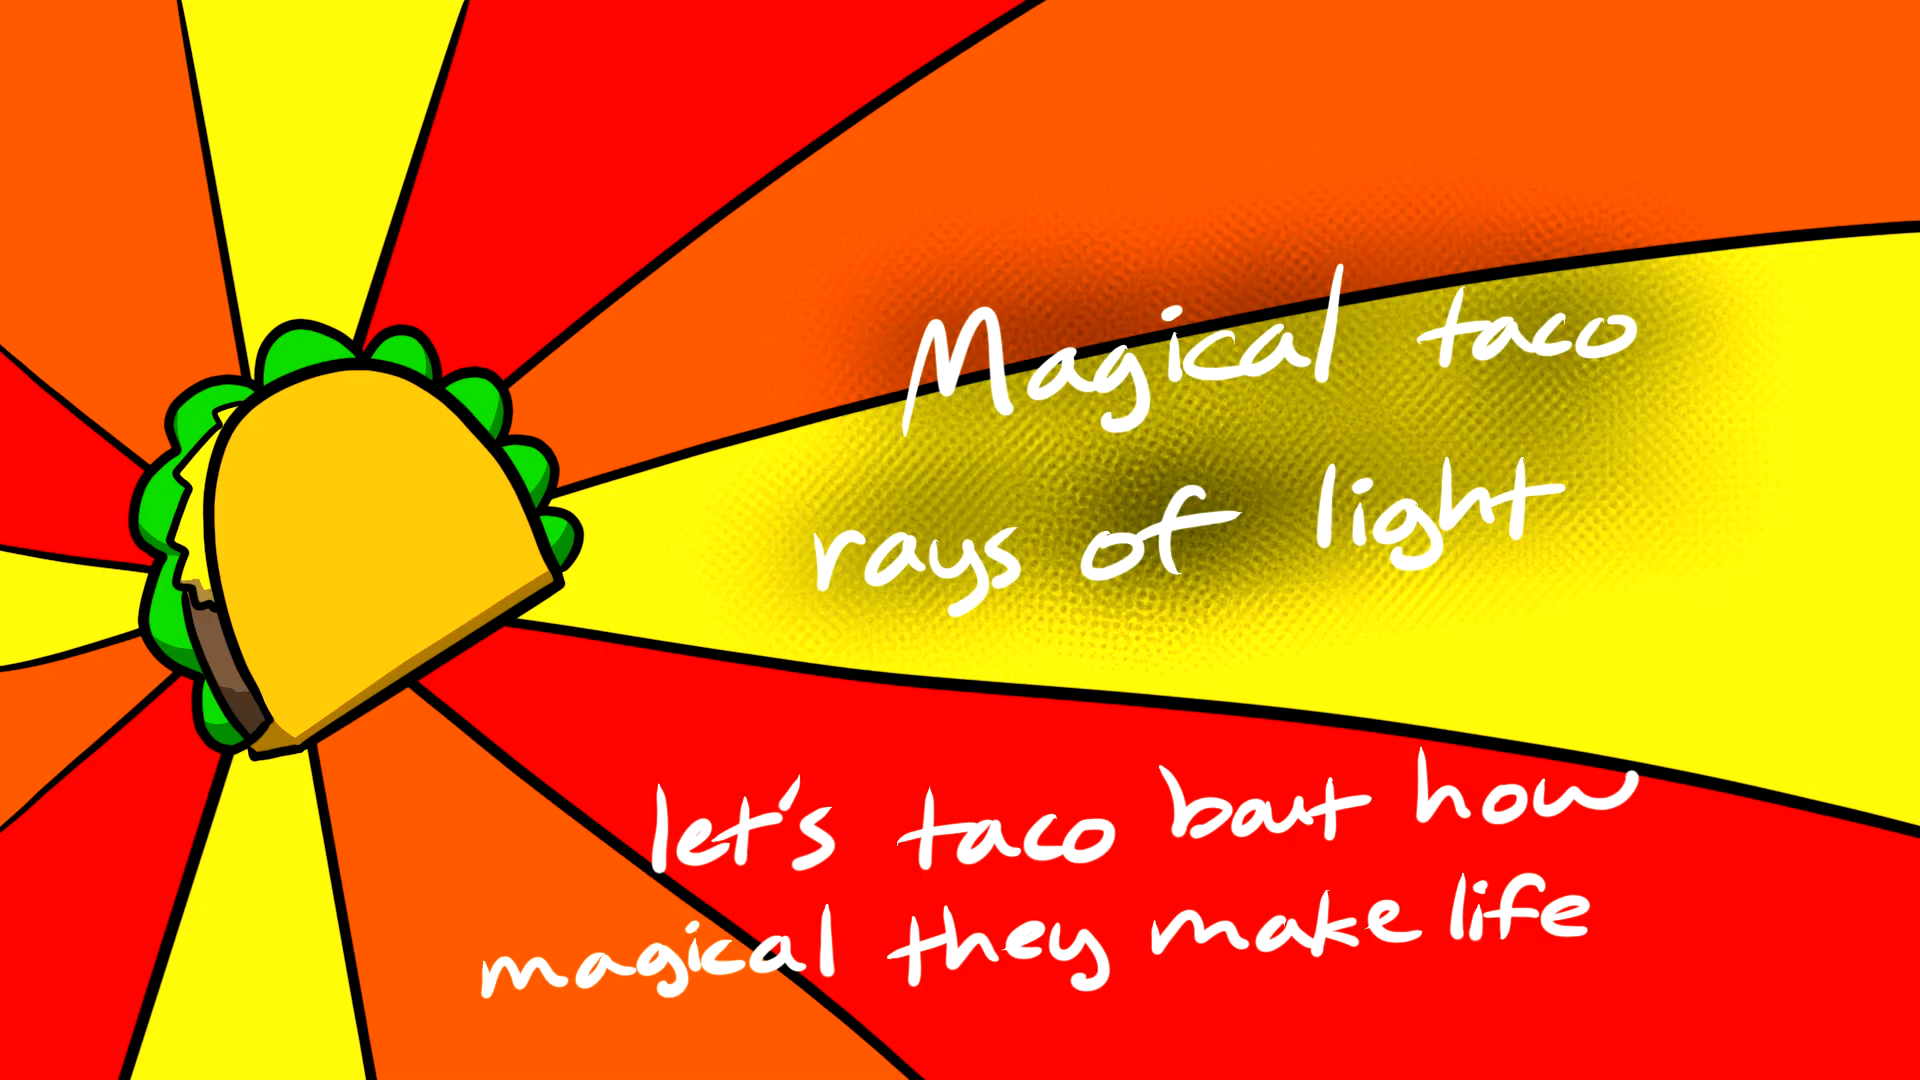 Magical taco
rays of light
let's taco bout how
magical they make life